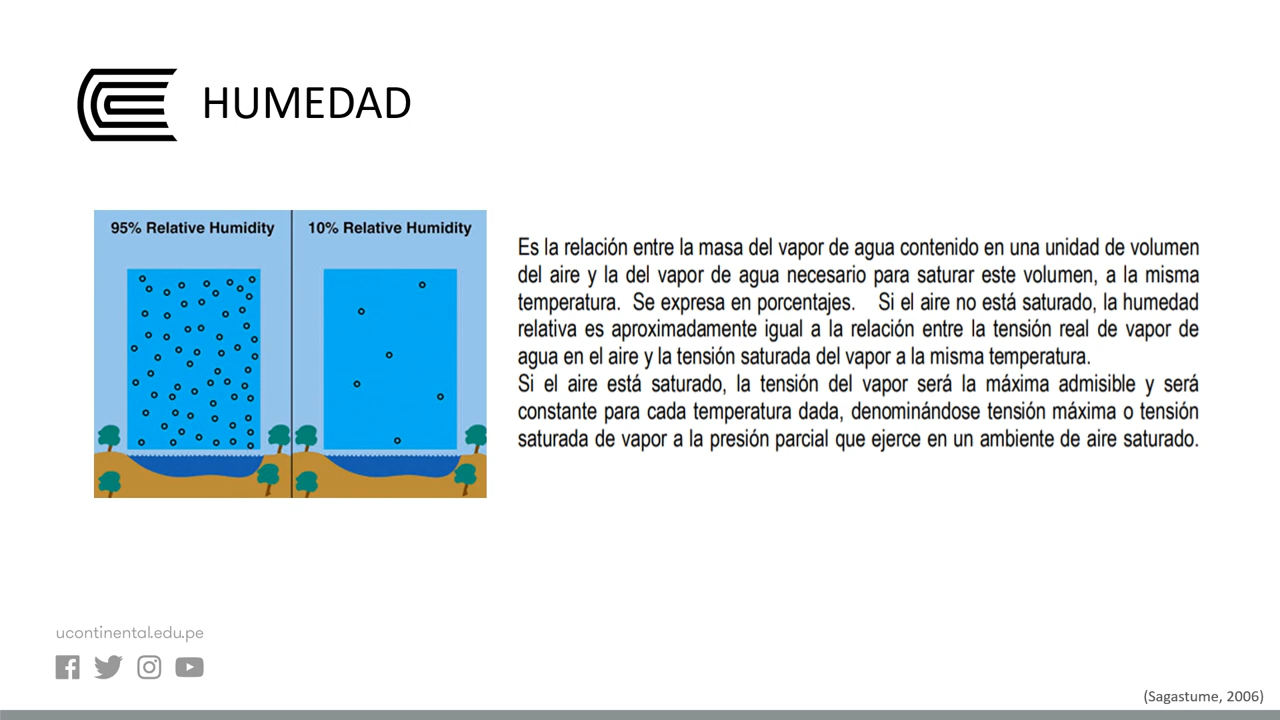 HUMEDAD
95% Relative Humidity
10% Relative Humidity
Es la relación entre la masa del vapor de agua contenido en una unidad de volumen
del aire y la del vapor de agua necesario para saturar este volumen, a la misma
temperatura. Se expresa en porcentajes. Si el aire no está saturado, la humedad
relativa es aproximadamente igual a la relación entre la tensión real de vapor de
agua en el aire y la tensión saturada del vapor a la misma temperatura.
Si el aire está saturado, la tensión del vapor será la máxima admisible y será
constante para cada temperatura dada, denominándose tensión máxima o tensión
saturada de vapor a la presión parcial que ejerce en un ambiente de aire saturado.
ucontinental.edu.pe
(Sagastume, 2006)